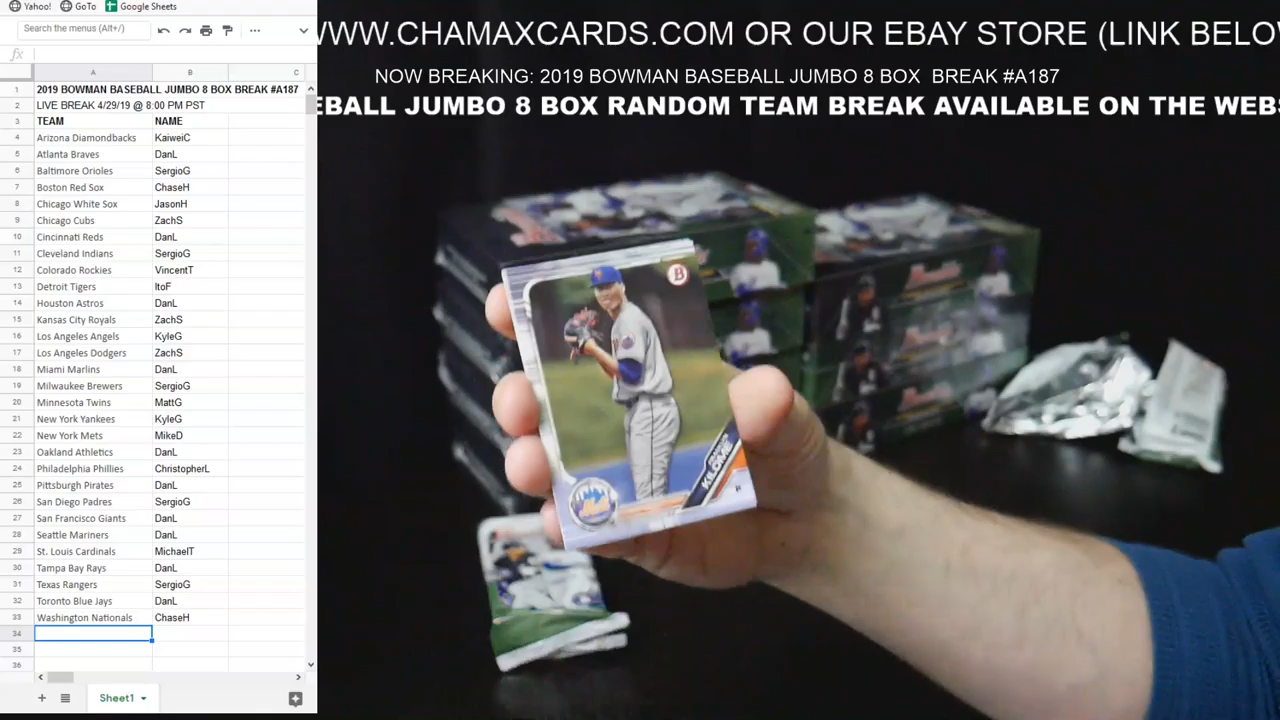 Yahoo! GoTo Google Sheets
Search the menus (Alt+/)
fx
A B C
1 2019 BOWMAN BASEBALL JUMBO 8 BOX BREAK #A187
2 LIVE BREAK 4/29/19 @ 8:00 PM PST
3 TEAM NAME
4 Arizona Diamondbacks KaiweiC
5 Atlanta Braves DanL
6 Baltimore Orioles SergioG
7 Boston Red Sox ChaseH
8 Chicago White Sox JasonH
9 Chicago Cubs ZachS
10 Cincinnati Reds DanL
11 Cleveland Indians SergioG
12 Colorado Rockies VincentT
13 Detroit Tigers ItoF
14 Houston Astros DanL
15 Kansas City Royals ZachS
16 Los Angeles Angels KyleG
17 Los Angeles Dodgers ZachS
18 Miami Marlins DanL
19 Milwaukee Brewers SergioG
20 Minnesota Twins MattG
21 New York Yankees KyleG
22 New York Mets MikeD
23 Oakland Athletics DanL
24 Philadelphia Phillies ChristopherL
25 Pittsburgh Pirates DanL
26 San Diego Padres SergioG
27 San Francisco Giants DanL
28 Seattle Mariners DanL
29 St. Louis Cardinals MichaelT
30 Tampa Bay Rays DanL
31 Texas Rangers SergioG
32 Toronto Blue Jays DanL
33 Washington Nationals ChaseH
34
35
36
Sheet1
WWW.CHAMAXCARDS.COM OR OUR EBAY STORE (LINK BELO
NOW BREAKING: 2019 BOWMAN BASEBALL JUMBO 8 BOX BREAK #A187
EBALL JUMBO 8 BOX RANDOM TEAM BREAK AVAILABLE ON THE WEBS
B
KILOME
Mets